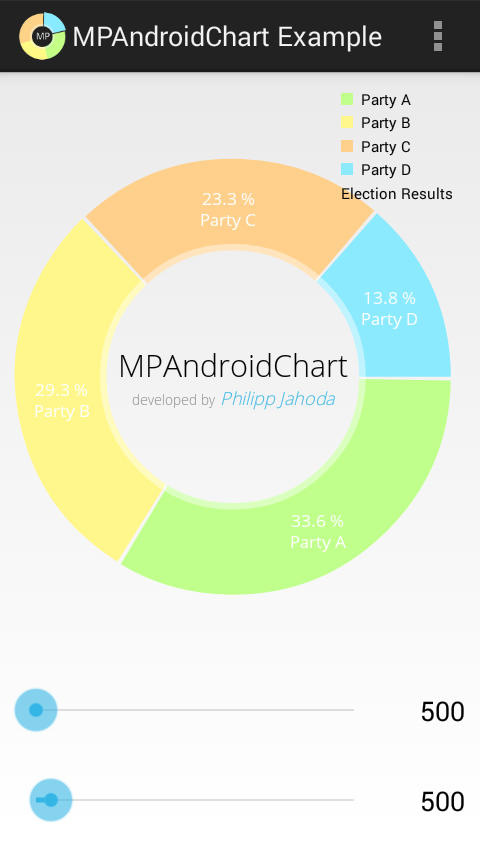 MP MPAndroidChart Example
Party A
Party B
Party C
Party D
Election Results
23.3 %
Party C
13.8 %
Party D
MPAndroidChart
developed by Philipp Jahoda
29.3 %
Party B
33.6 %
Party A
500
500